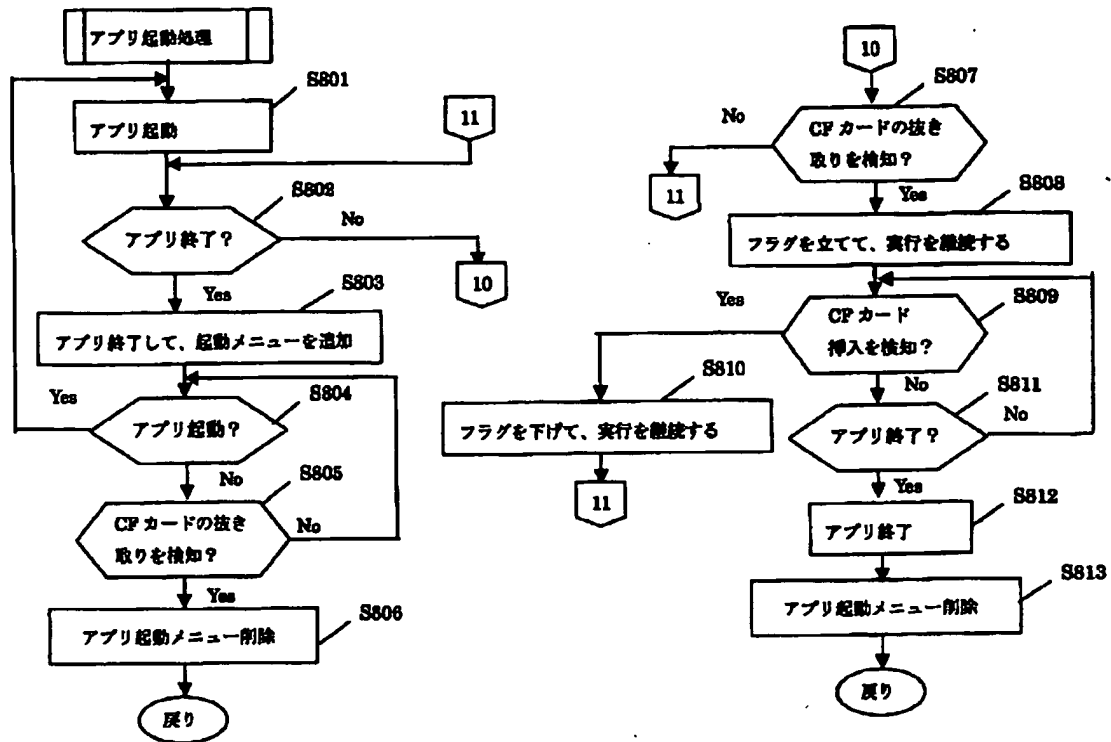 アプリ起動処理
S801
アプリ起動
11
S802
アプリ終了?
No
10
Yes
S803
アプリ終了して、起動メニューを追加
Yes
S804
アプリ起動?
No
S805
CFカードの抜き
取りを検知?
No
Yes
S806
アプリ起動メニュー削除
戻り
10
S807
No
CFカードの抜き
取りを検知?
11
Yes
S808
フラグを立てて、実行を継続する
Yes
S809
CFカード
挿入を検知?
S810
No
S811
フラグを下げて、実行を継続する
アプリ終了?
No
11
Yes
S812
アプリ終了
S813
アプリ起動メニュー削除
戻り